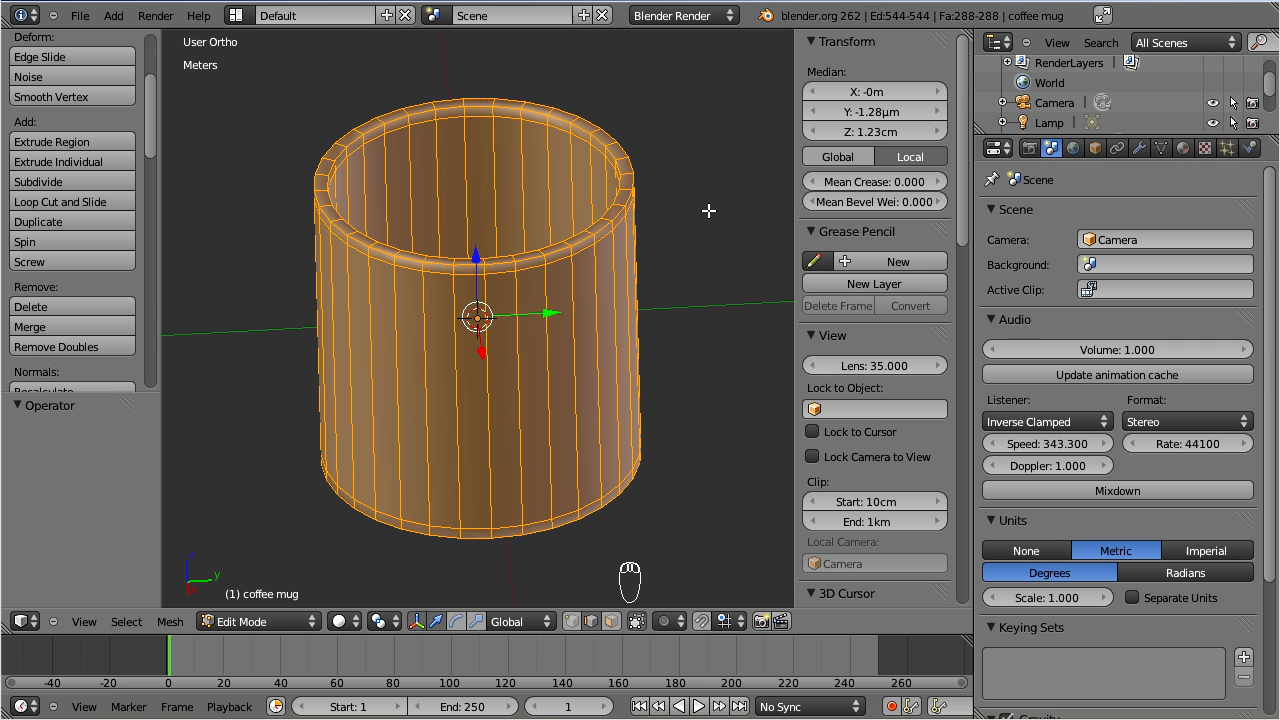 File Add Render Help Default Scene Blender Render blender.org 262 | Ed:544-544 | Fa:288-288 | coffee mug
Deform:
Edge Slide
Noise
Smooth Vertex
Add:
Extrude Region
Extrude Individual
Subdivide
Loop Cut and Slide
Duplicate
Spin
Screw
Remove:
Delete
Merge
Remove Doubles
Normals:
Operator
User Ortho
Meters
z
y
(1) coffee mug
Transform
Median:
X: -0m
Y: -1.28µm
Z: 1.23cm
Global Local
Mean Crease: 0.000
Mean Bevel Wei: 0.000
Grease Pencil
New
New Layer
Delete Frame Convert
View
Lens: 35.000
Lock to Object:
Lock to Cursor
Lock Camera to View
Clip:
Start: 10cm
End: 1km
Local Camera:
Camera
3D Cursor
View Search All Scenes
RenderLayers
World
Camera
Lamp
Scene
Scene
Camera: Camera
Background:
Active Clip:
Audio
Volume: 1.000
Update animation cache
Listener: Format:
Inverse Clamped Stereo
Speed: 343.300 Rate: 44100
Doppler: 1.000
Mixdown
Units
None Metric Imperial
Degrees Radians
Scale: 1.000 Separate Units
Keying Sets
Gravity
View Select Mesh Edit Mode Global
-40 -20 0 20 40 60 80 100 120 140 160 180 200 220 240 260
View Marker Frame Playback Start: 1 End: 250 1 No Sync